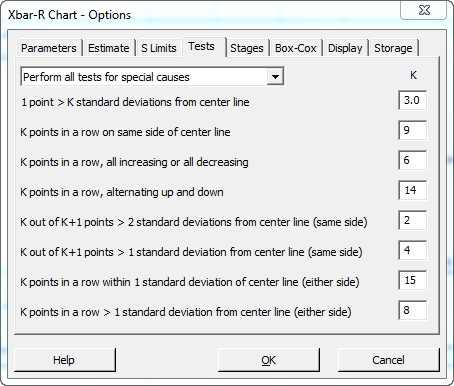 Xbar-R Chart - Options
Parameters Estimate S Limits Tests Stages Box-Cox Display Storage
Perform all tests for special causes K
1 point > K standard deviations from center line 3.0
K points in a row on same side of center line 9
K points in a row, all increasing or all decreasing 6
K points in a row, alternating up and down 14
K out of K+1 points > 2 standard deviations from center line (same side) 2
K out of K+1 points > 1 standard deviation from center line (same side) 4
K points in a row within 1 standard deviation of center line (either side) 15
K points in a row > 1 standard deviation from center line (either side) 8
Help OK Cancel